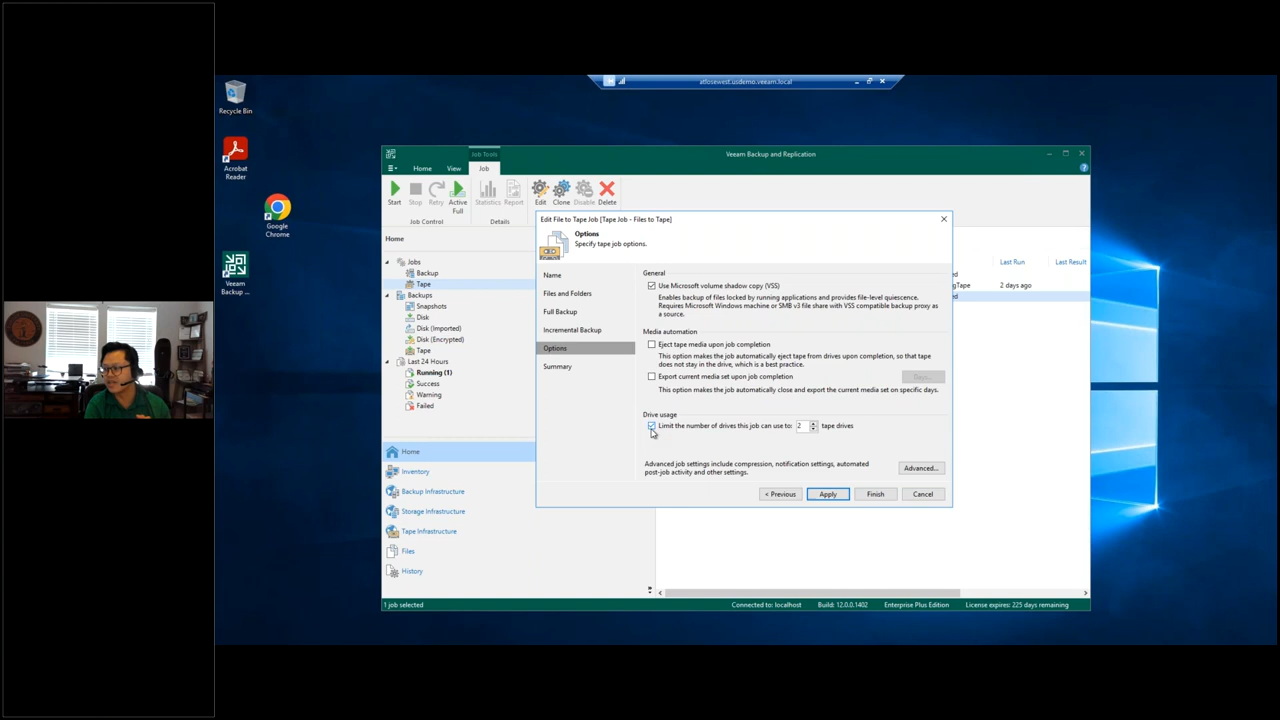 atlosewest.usdemo.veeam.local
Recycle Bin
Acrobat
Reader
Google
Chrome
Veeam
Backup ...
Job Tools
Veeam Backup and Replication
Home
View
Job
Start
Stop
Retry
Active
Full
Statistics
Report
Edit
Clone
Disable
Delete
Job Control
Details
Home
Jobs
Backup
Tape
Backups
Snapshots
Disk
Disk (Imported)
Disk (Encrypted)
Tape
Last 24 Hours
Running (1)
Success
Warning
Failed
Home
Inventory
Backup Infrastructure
Storage Infrastructure
Tape Infrastructure
Files
History
Last Run
Last Result
2 days ago
Edit File to Tape Job [Tape Job - Files to Tape]
Options
Specify tape job options.
Name
Files and Folders
Full Backup
Incremental Backup
Options
Summary
General
Use Microsoft volume shadow copy (VSS)
Enables backup of files locked by running applications and provides file-level quiescence.
Requires Microsoft Windows machine or SMB v3 file share with VSS compatible backup proxy as
a source.
Media automation
Eject tape media upon job completion
This option makes the job automatically eject tape from drives upon completion, so that tape
does not stay in the drive, which is a best practice.
Export current media set upon job completion
Days...
This option makes the job automatically close and export the current media set on specific days.
Drive usage
Limit the number of drives this job can use to: 2 tape drives
Advanced job settings include compression, notification settings, automated
post-job activity and other settings.
Advanced...
< Previous
Apply
Finish
Cancel
1 job selected
Connected to: localhost
Build: 12.0.0.1402
Enterprise Plus Edition
License expires: 225 days remaining